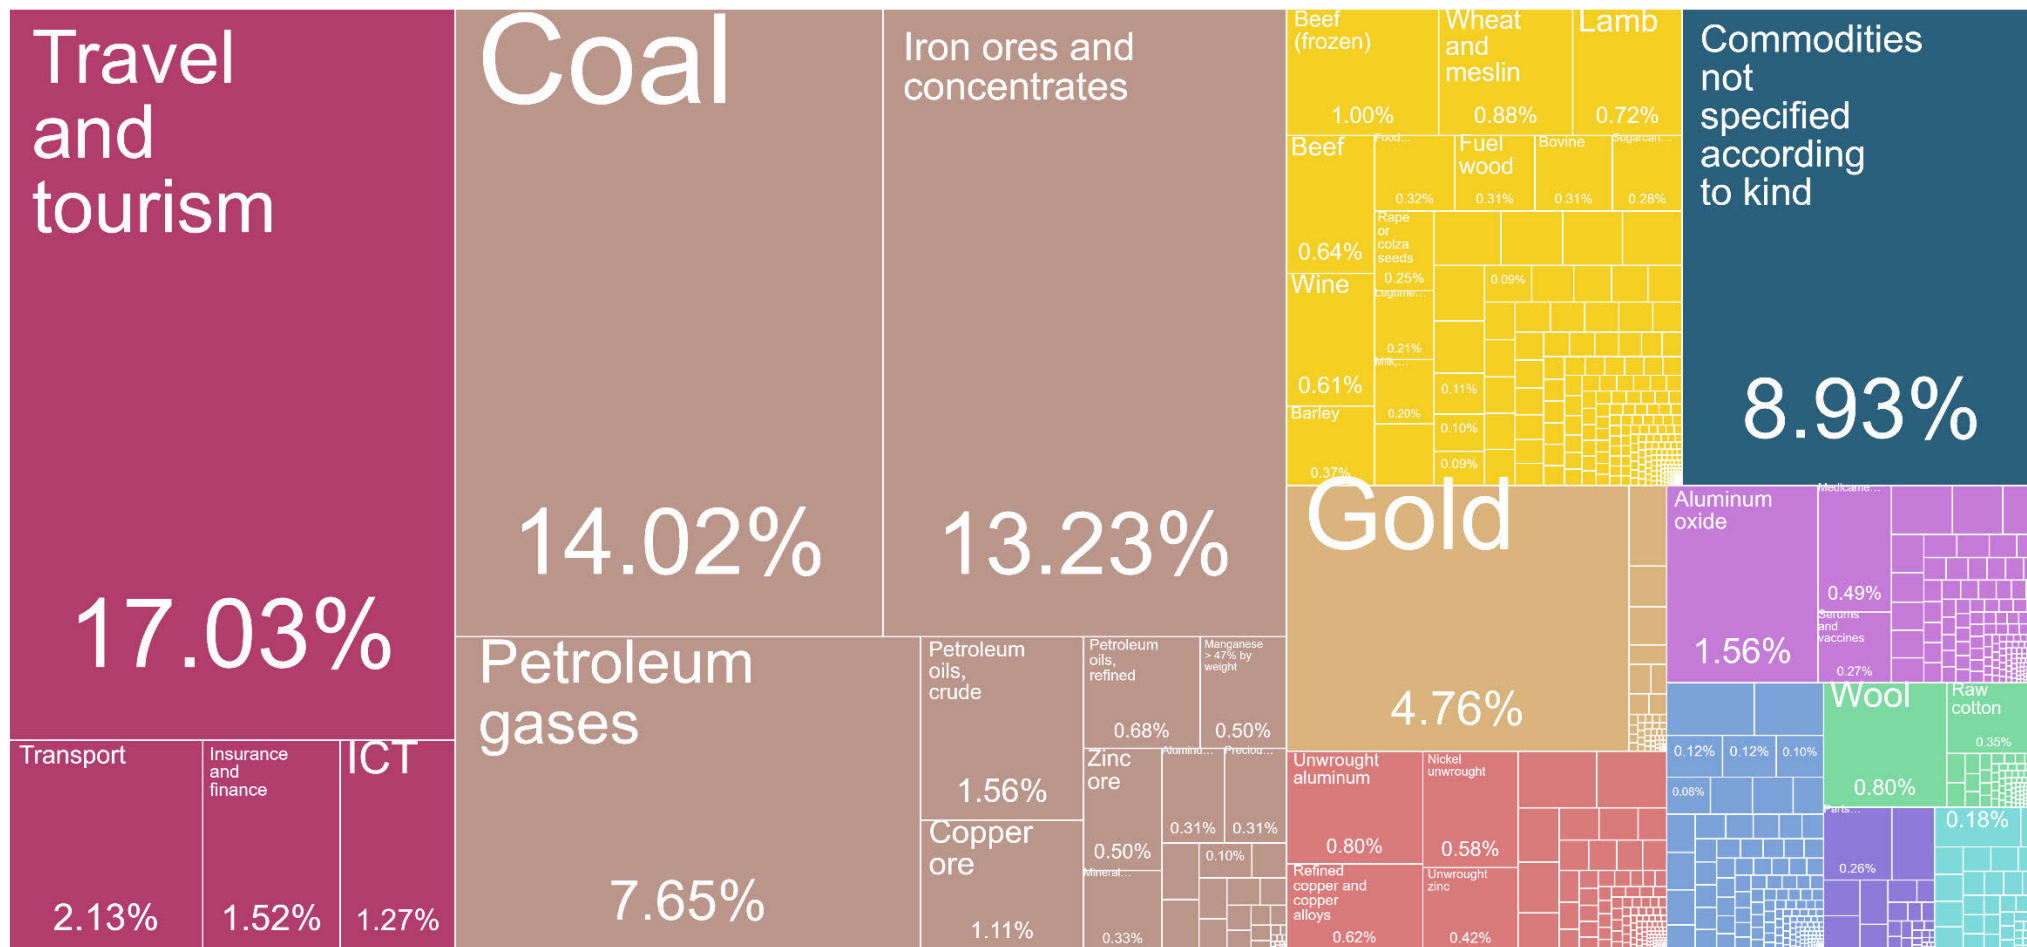 Travel
and
tourism
17.03%
Transport
2.13%
Insurance
and
finance
1.52%
ICT
1.27%
Coal
14.02%
Iron ores and
concentrates
13.23%
Petroleum
gases
7.65%
Petroleum
oils,
crude
1.56%
Copper
ore
1.11%
Petroleum
oils,
refined
0.68%
Manganese
> 47% by
weight
0.50%
Zinc
ore
0.50%
Mineral...
0.33%
Aluminu...
0.31%
Preciou...
0.31%
0.10%
Beef
(frozen)
1.00%
Wheat
and
meslin
0.88%
Lamb
0.72%
Beef
0.64%
Wine
0.61%
Barley
0.37%
Food...
0.32%
Fuel
wood
0.31%
Bovine
0.31%
Sugarcan...
0.28%
Rape
or
colza
seeds
0.25%
Legume...
0.21%
Milk,...
0.20%
0.11%
0.10%
0.09%
0.09%
Commodities
not
specified
according
to kind
8.93%
Gold
4.76%
Unwrought
aluminum
0.80%
Refined
copper and
copper
alloys
0.62%
Nickel
unwrought
0.58%
Unwrought
zinc
0.42%
Aluminum
oxide
1.56%
Medicame...
0.49%
Serums
and
vaccines
0.27%
0.12%
0.12%
0.10%
0.08%
Wool
0.80%
Raw
cotton
0.35%
Parts...
0.26%
0.18%